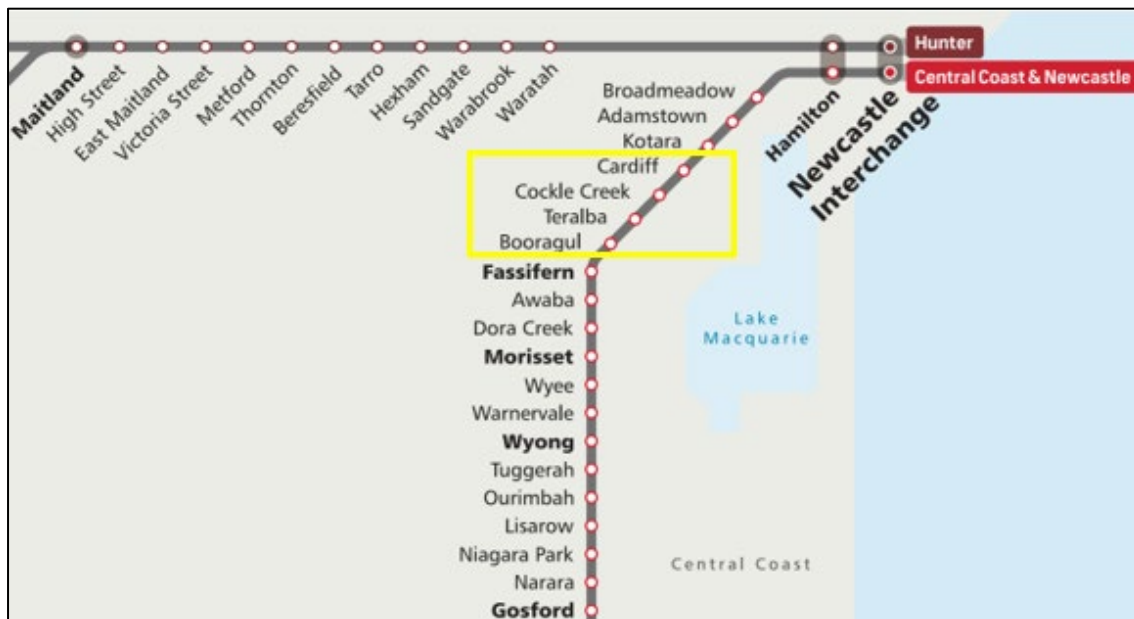 Hunter
Central Coast & Newcastle
Maitland
High Street
East Maitland
Victoria Street
Metford
Thornton
Beresfield
Tarro
Hexham
Sandgate
Warabrook
Waratah
Hamilton
Newcastle
Interchange
Broadmeadow
Adamstown
Kotara
Cardiff
Cockle Creek
Teralba
Booragul
Fassifern
Awaba
Dora Creek
Morisset
Wyee
Warnervale
Wyong
Tuggerah
Ourimbah
Lisarow
Niagara Park
Narara
Gosford
Lake
Macquarie
Central Coast